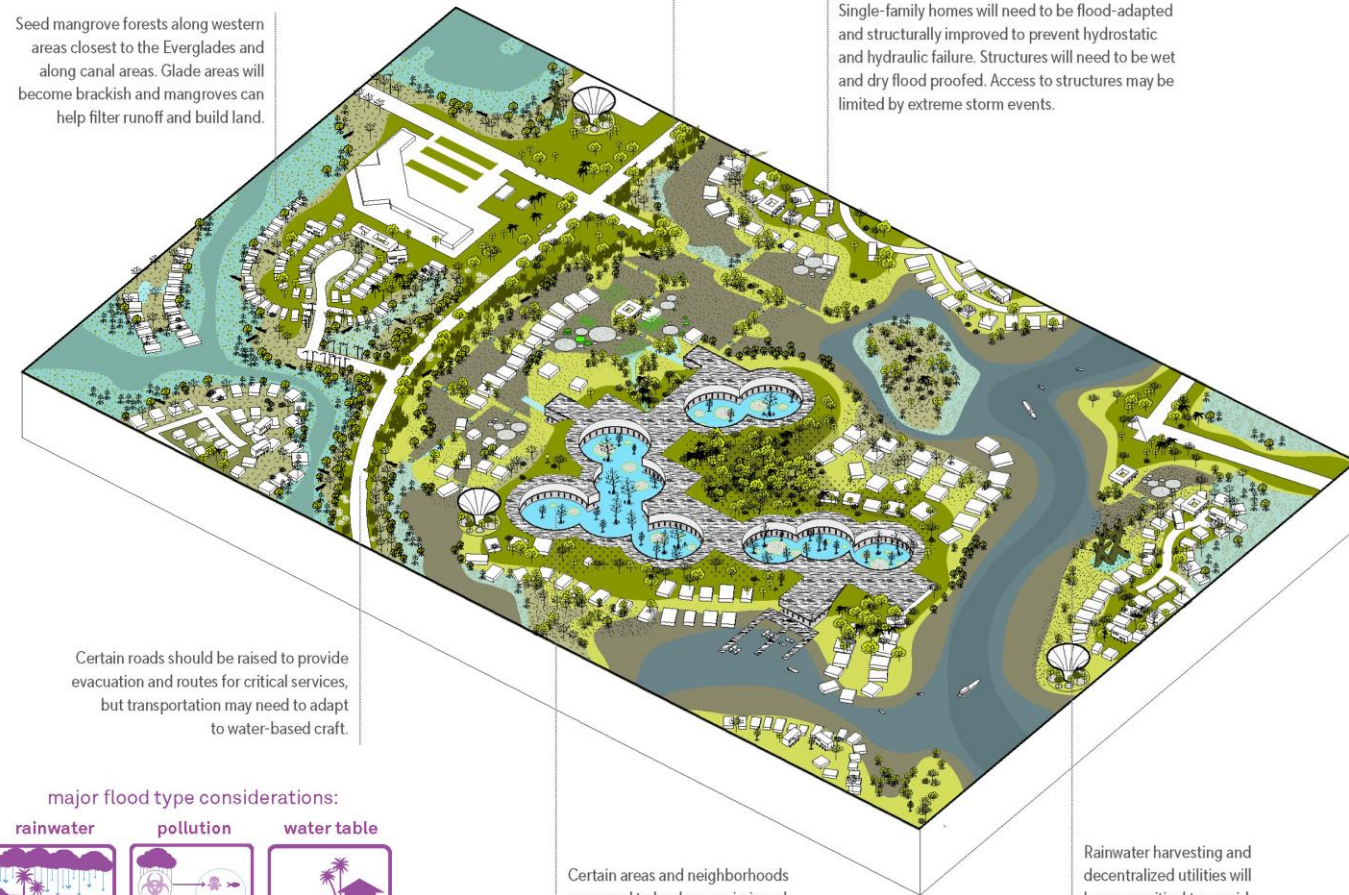 Seed mangrove forests along western
areas closest to the Everglades and
along canal areas. Glade areas will
become brackish and mangroves can
help filter runoff and build land.
Single-family homes will need to be flood-adapted
and structurally improved to prevent hydrostatic
and hydraulic failure. Structures will need to be wet
and dry flood proofed. Access to structures may be
limited by extreme storm events.
Certain roads should be raised to provide
evacuation and routes for critical services,
but transportation may need to adapt
to water-based craft.
major flood type considerations:
rainwater
pollution
water table
Certain areas and neighborhoods
Rainwater harvesting and
decentralized utilities will